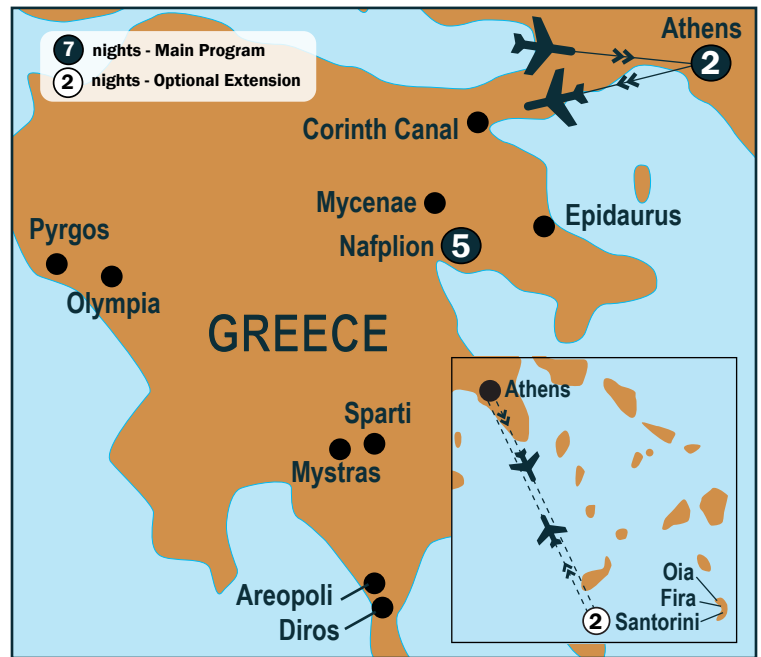 7 nights - Main Program
2 nights - Optional Extension
Athens
2
Corinth Canal
Mycenae
Epidaurus
Nafplion 5
Pyrgos
Olympia
GREECE
Sparti
Mystras
Areopoli
Diros
Athens
Oia
Fira
2 Santorini